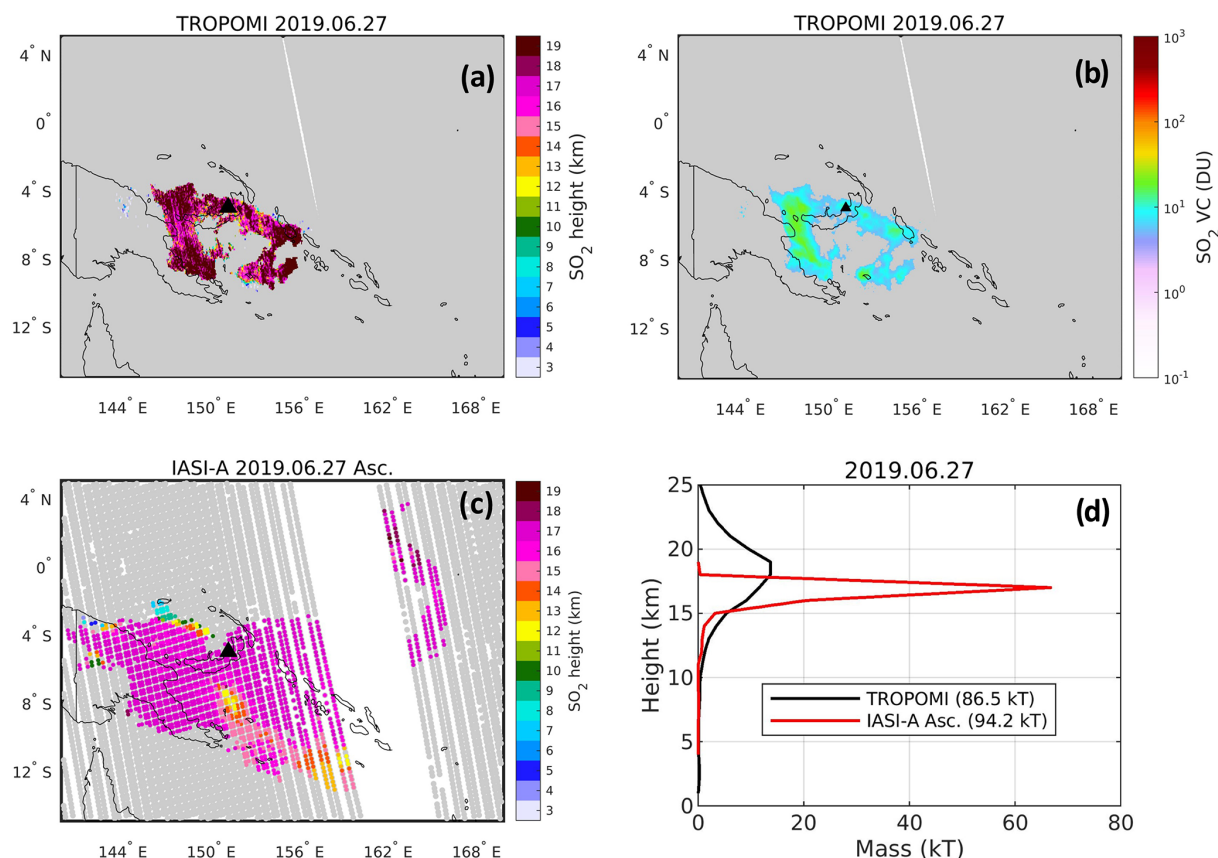 TROPOMI 2019.06.27
(a)
4° N
0°
4° S
8° S
12° S
144° E 150° E 156° E 162° E 168° E
19
18
17
16
15
14
13
12
11
10
9
8
7
6
5
4
3
SO2 height (km)
TROPOMI 2019.06.27
(b)
4° N
0°
4° S
8° S
12° S
144° E 150° E 156° E 162° E 168° E
10³
10²
10¹
10⁰
10⁻¹
SO2 VC (DU)
IASI-A 2019.06.27 Asc.
(c)
4° N
0°
4° S
8° S
12° S
144° E 150° E 156° E 162° E 168° E
19
18
17
16
15
14
13
12
11
10
9
8
7
6
5
4
3
SO2 height (km)
2019.06.27
(d)
25
20
15
10
5
0
Height (km)
TROPOMI (86.5 kT)
IASI-A Asc. (94.2 kT)
0 20 40 60 80
Mass (kT)